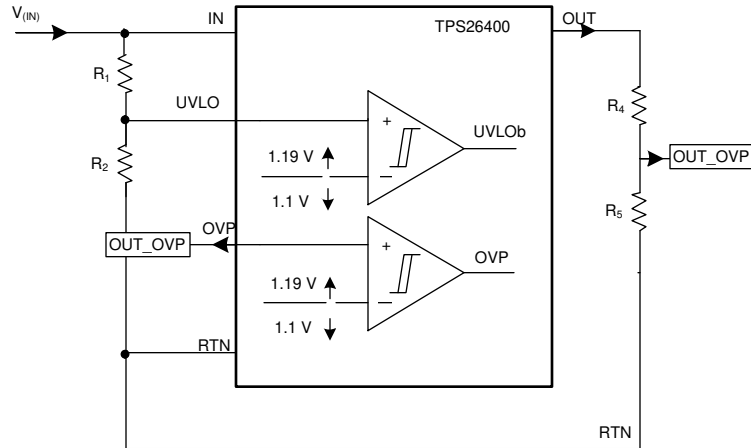 V(IN)
IN
TPS26400
OUT
R1
UVLO
+
UVLOb
R4
1.19 V
−
1.1 V
OUT_OVP
R2
R5
OVP
OUT_OVP
+
OVP
1.19 V
−
1.1 V
RTN
RTN